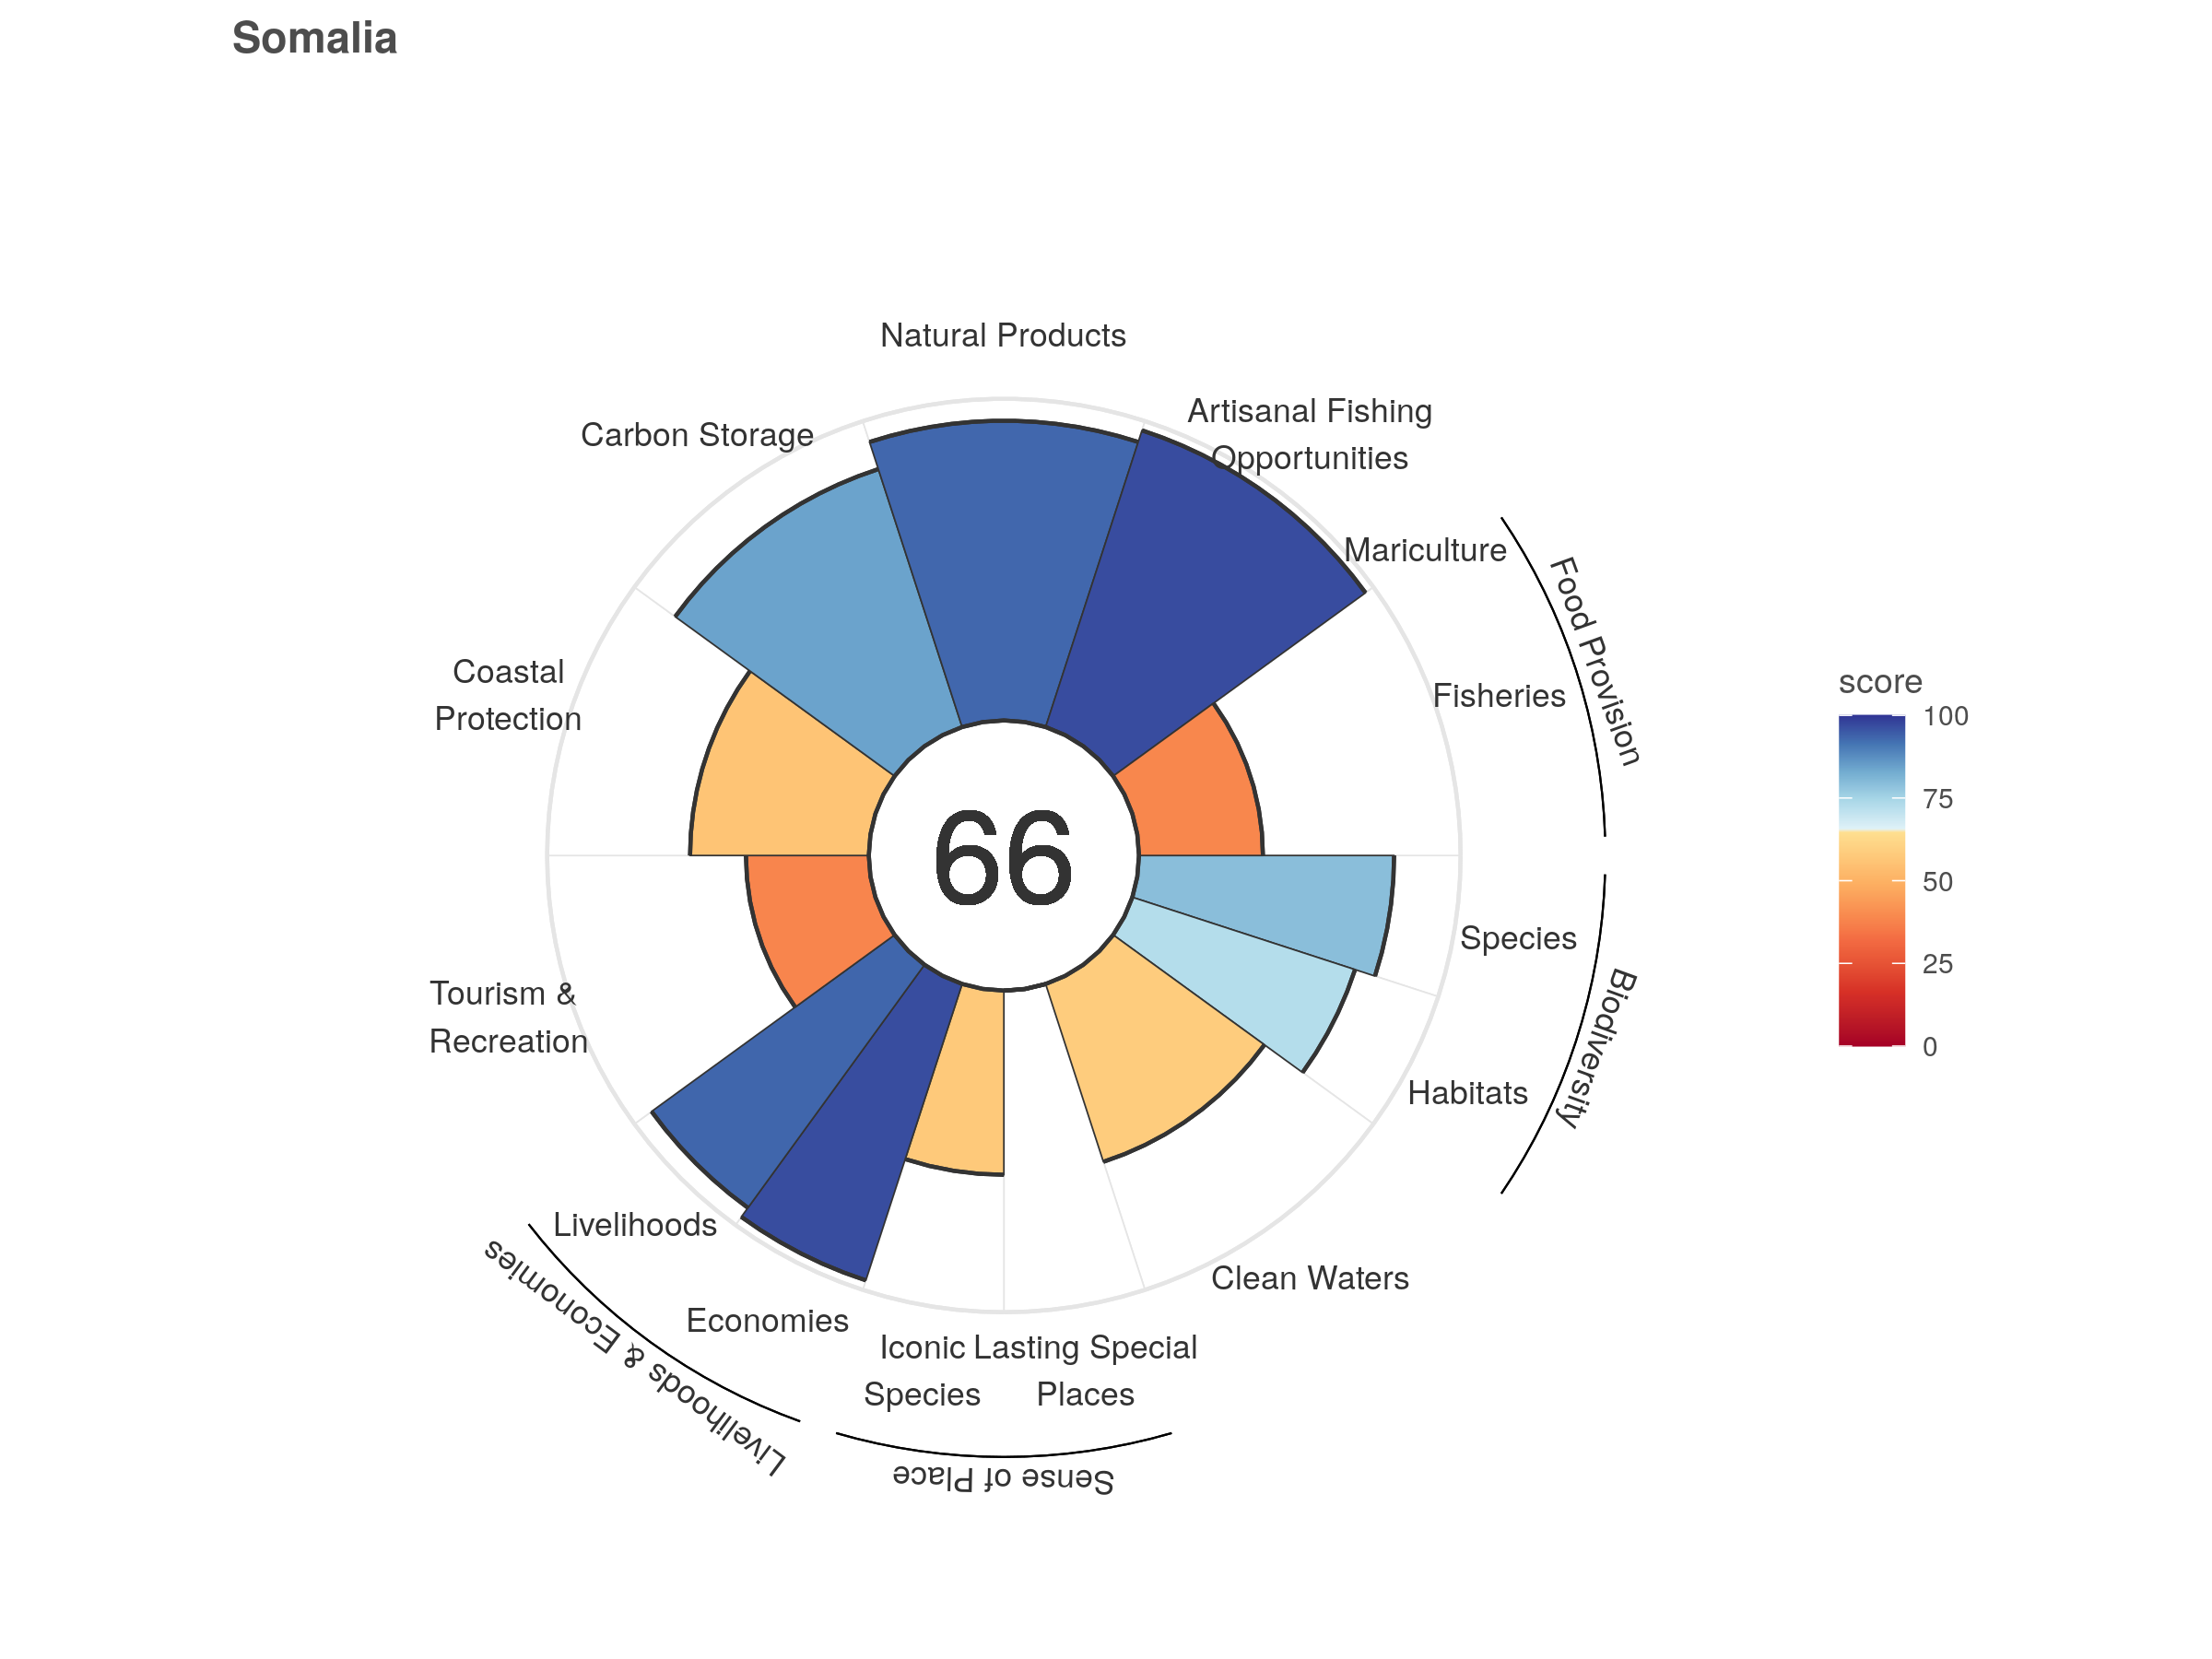 Somalia
Natural Products
Artisanal Fishing
Opportunities
Carbon Storage
Mariculture
Food Provision
Fisheries
Coastal
Protection
score
100
75
50
25
0
66
Species
Biodiversity
Habitats
Tourism &
Recreation
Livelihoods
Livelihoods & Economies
Economies
Clean Waters
Iconic
Species
Lasting Special
Places
Sense of Place